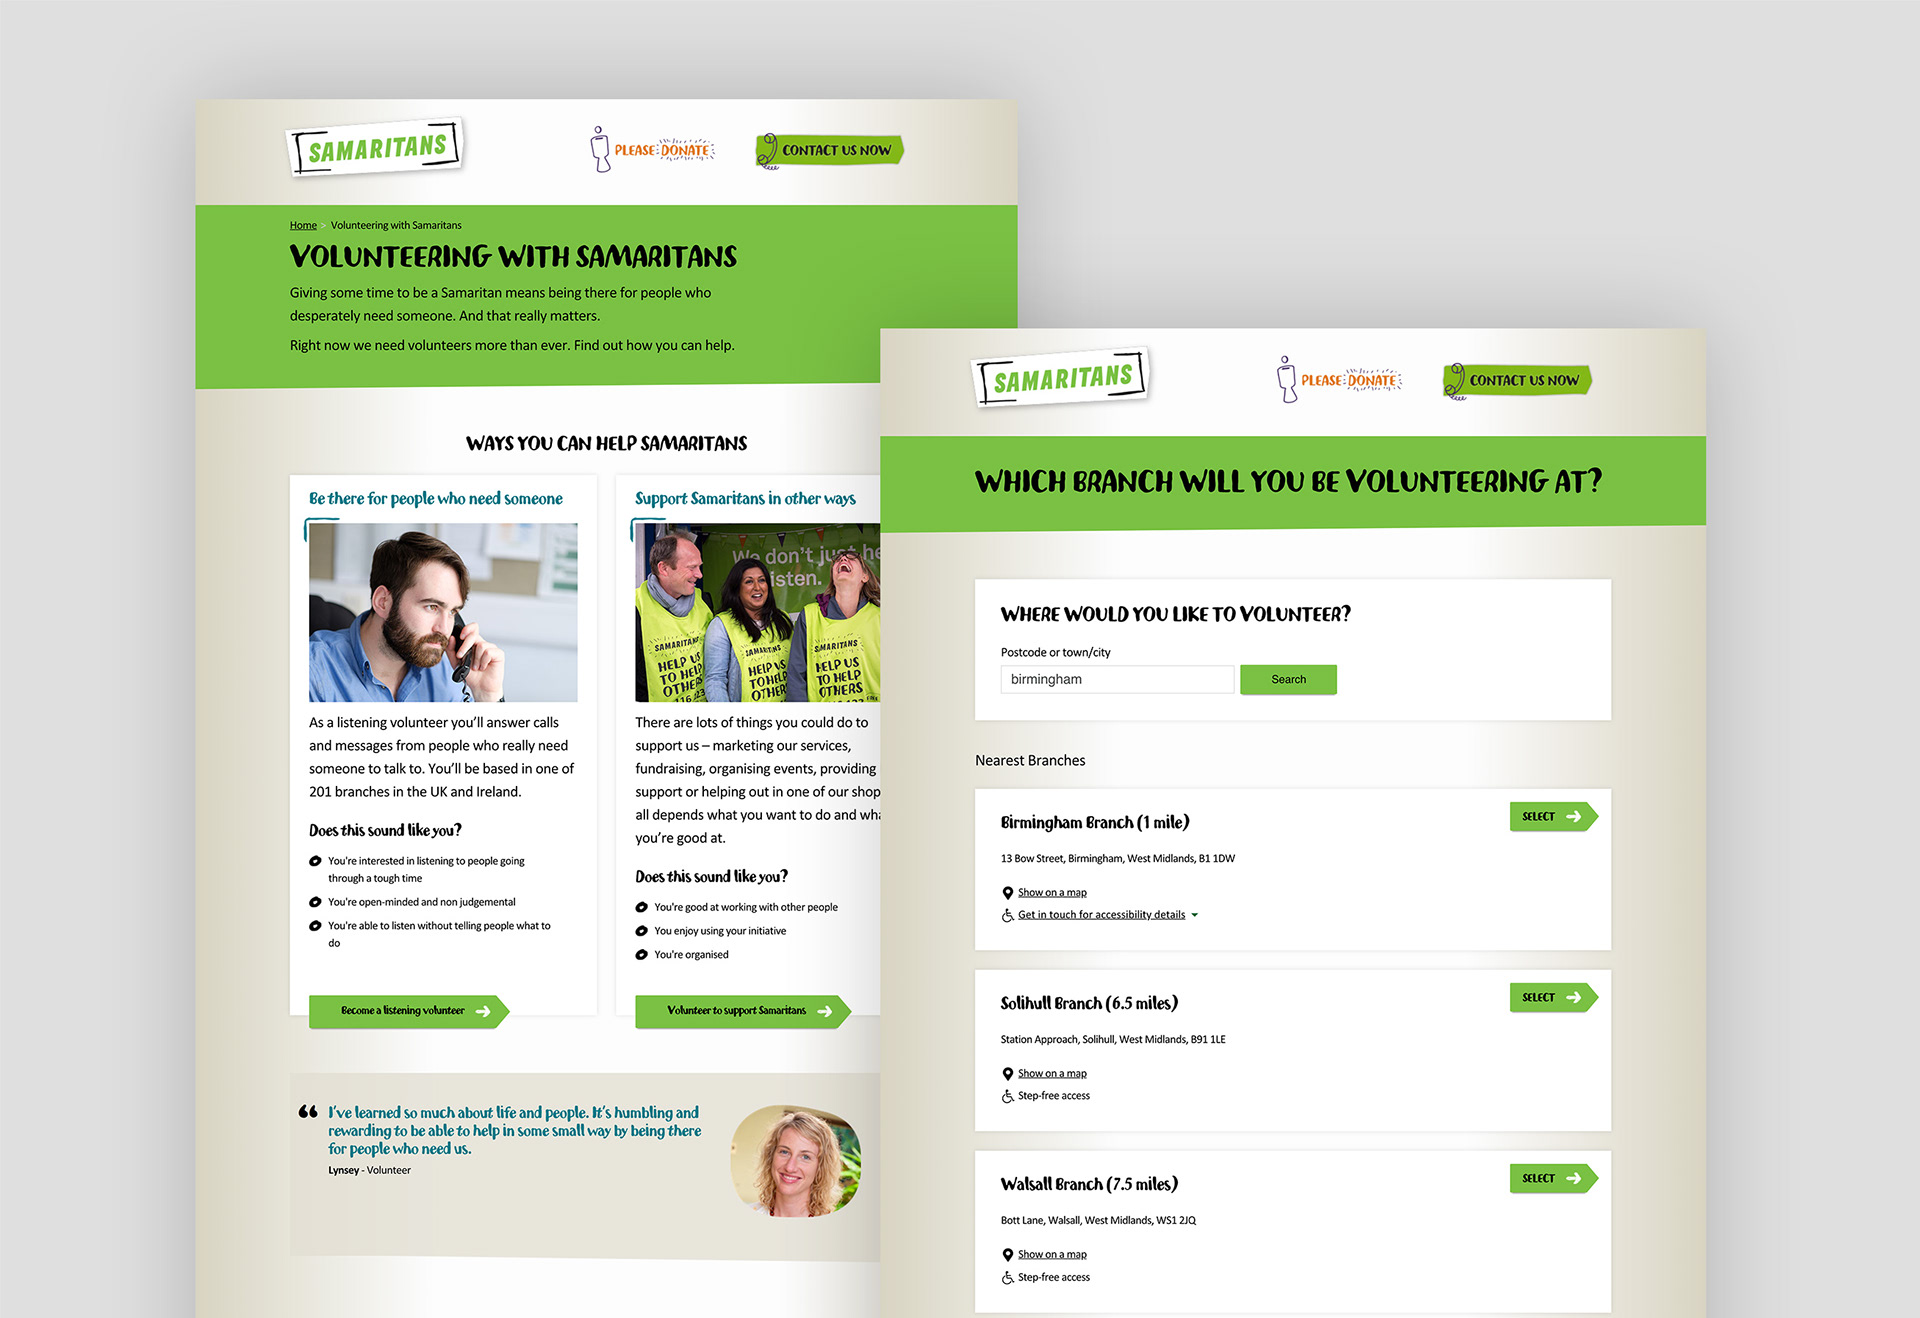 SAMARITANS
PLEASE DONATE
CONTACT US NOW
Home > Volunteering with Samaritans
VOLUNTEERING WITH SAMARITANS
Giving some time to be a Samaritan means being there for people who
desperately need someone. And that really matters.
Right now we need volunteers more than ever. Find out how you can help.
WAYS YOU CAN HELP SAMARITANS
Be there for people who need someone
As a listening volunteer you'll answer calls
and messages from people who really need
someone to talk to. You'll be based in one of
201 branches in the UK and Ireland.
Does this sound like you?
You're interested in listening to people going
through a tough time
You're open-minded and non judgemental
You're able to listen without telling people what to
do
Become a listening volunteer
Support Samaritans in other ways
We don't just he
isten.
SAMARITANS
HELP US
TO HELP
OTHERS
SAMARITANS
HELP US
TO HELP
OTHERS
SAMARITANS
HELP US
TO HELP
OTHERS
There are lots of things you could do to
support us – marketing our services,
fundraising, organising events, providing
support or helping out in one of our shop
all depends what you want to do and wha
you're good at.
Does this sound like you?
You're good at working with other people
You enjoy using your initiative
You're organised
Volunteer to support Samaritans
“ I've learned so much about life and people. It's humbling and
rewarding to be able to help in some small way by being there
for people who need us.
Lynsey - Volunteer
SAMARITANS
PLEASE DONATE
CONTACT US NOW
WHICH BRANCH WILL YOU BE VOLUNTEERING AT?
WHERE WOULD YOU LIKE TO VOLUNTEER?
Postcode or town/city
birmingham
Search
Nearest Branches
Birmingham Branch (1 mile)
SELECT
13 Bow Street, Birmingham, West Midlands, B1 1DW
Show on a map
Get in touch for accessibility details
Solihull Branch (6.5 miles)
SELECT
Station Approach, Solihull, West Midlands, B91 1LE
Show on a map
Step-free access
Walsall Branch (7.5 miles)
SELECT
Bott Lane, Walsall, West Midlands, WS1 2JQ
Show on a map
Step-free access